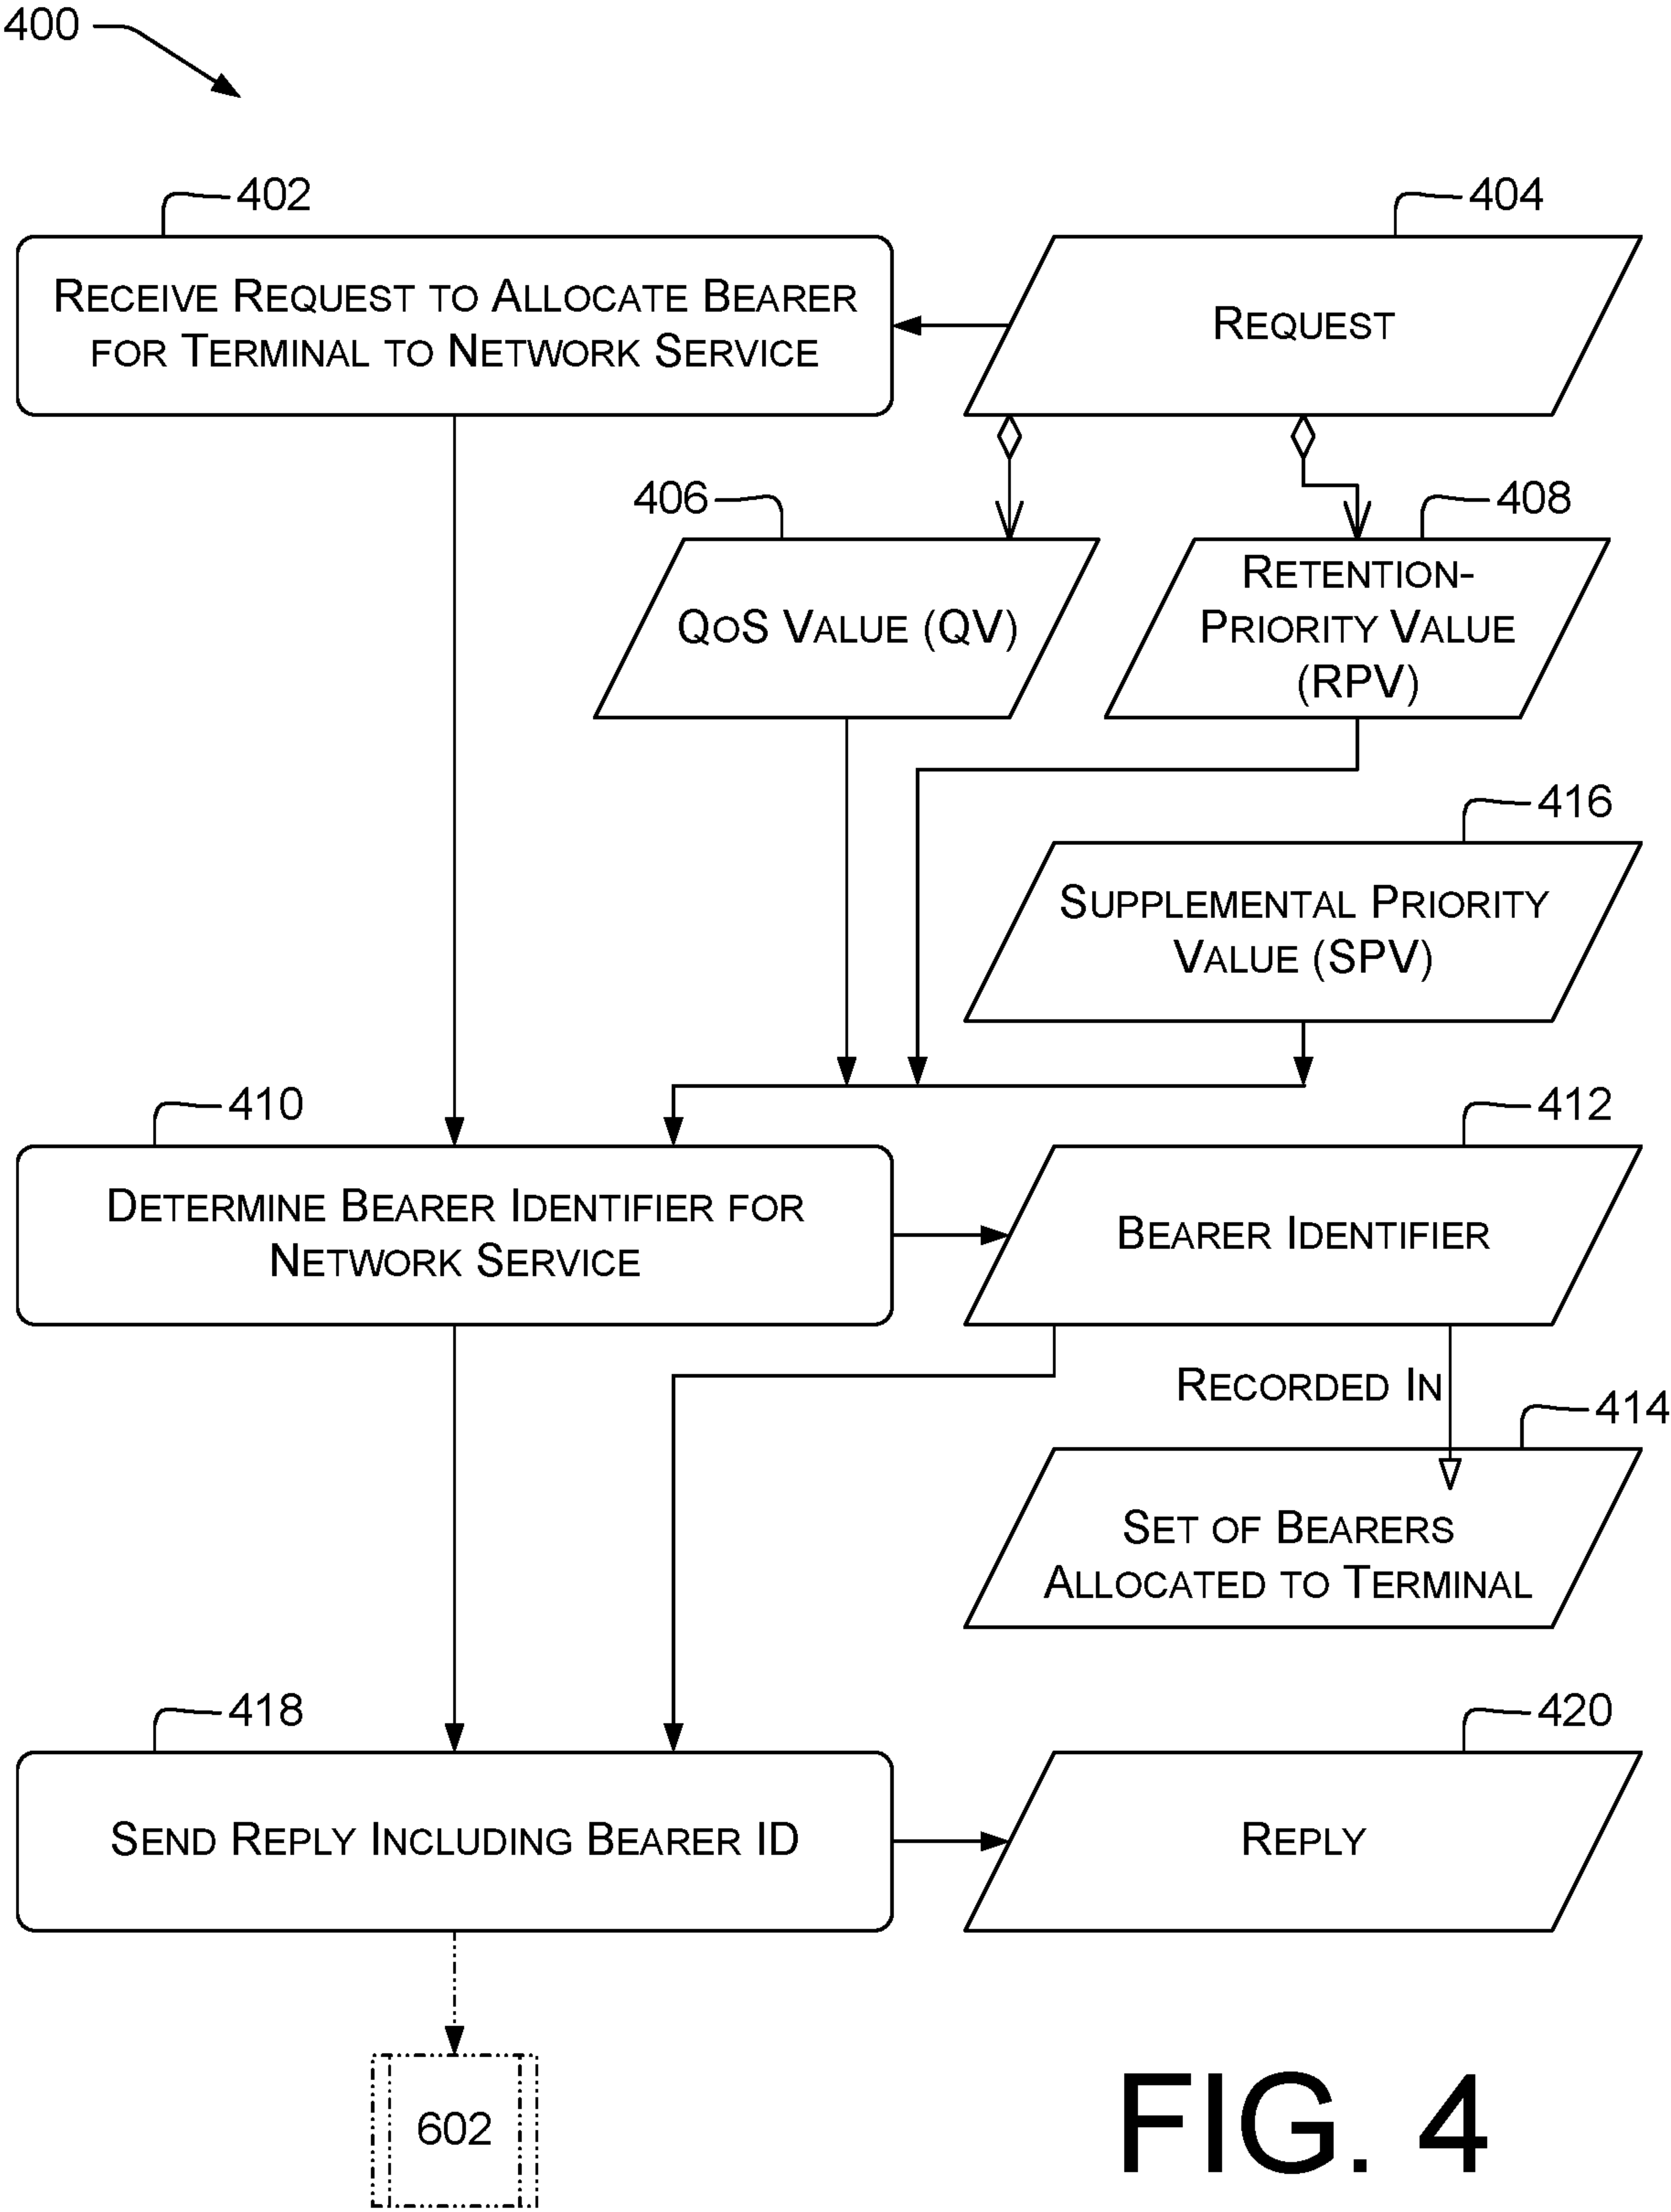 400
402
404
RECEIVE REQUEST TO ALLOCATE BEARER
FOR TERMINAL TO NETWORK SERVICE
REQUEST
406
408
QOS VALUE (QV)
RETENTION-
PRIORITY VALUE
(RPV)
416
SUPPLEMENTAL PRIORITY
VALUE (SPV)
410
412
DETERMINE BEARER IDENTIFIER FOR
NETWORK SERVICE
BEARER IDENTIFIER
RECORDED IN
414
SET OF BEARERS
ALLOCATED TO TERMINAL
418
420
SEND REPLY INCLUDING BEARER ID
REPLY
602
FIG. 4